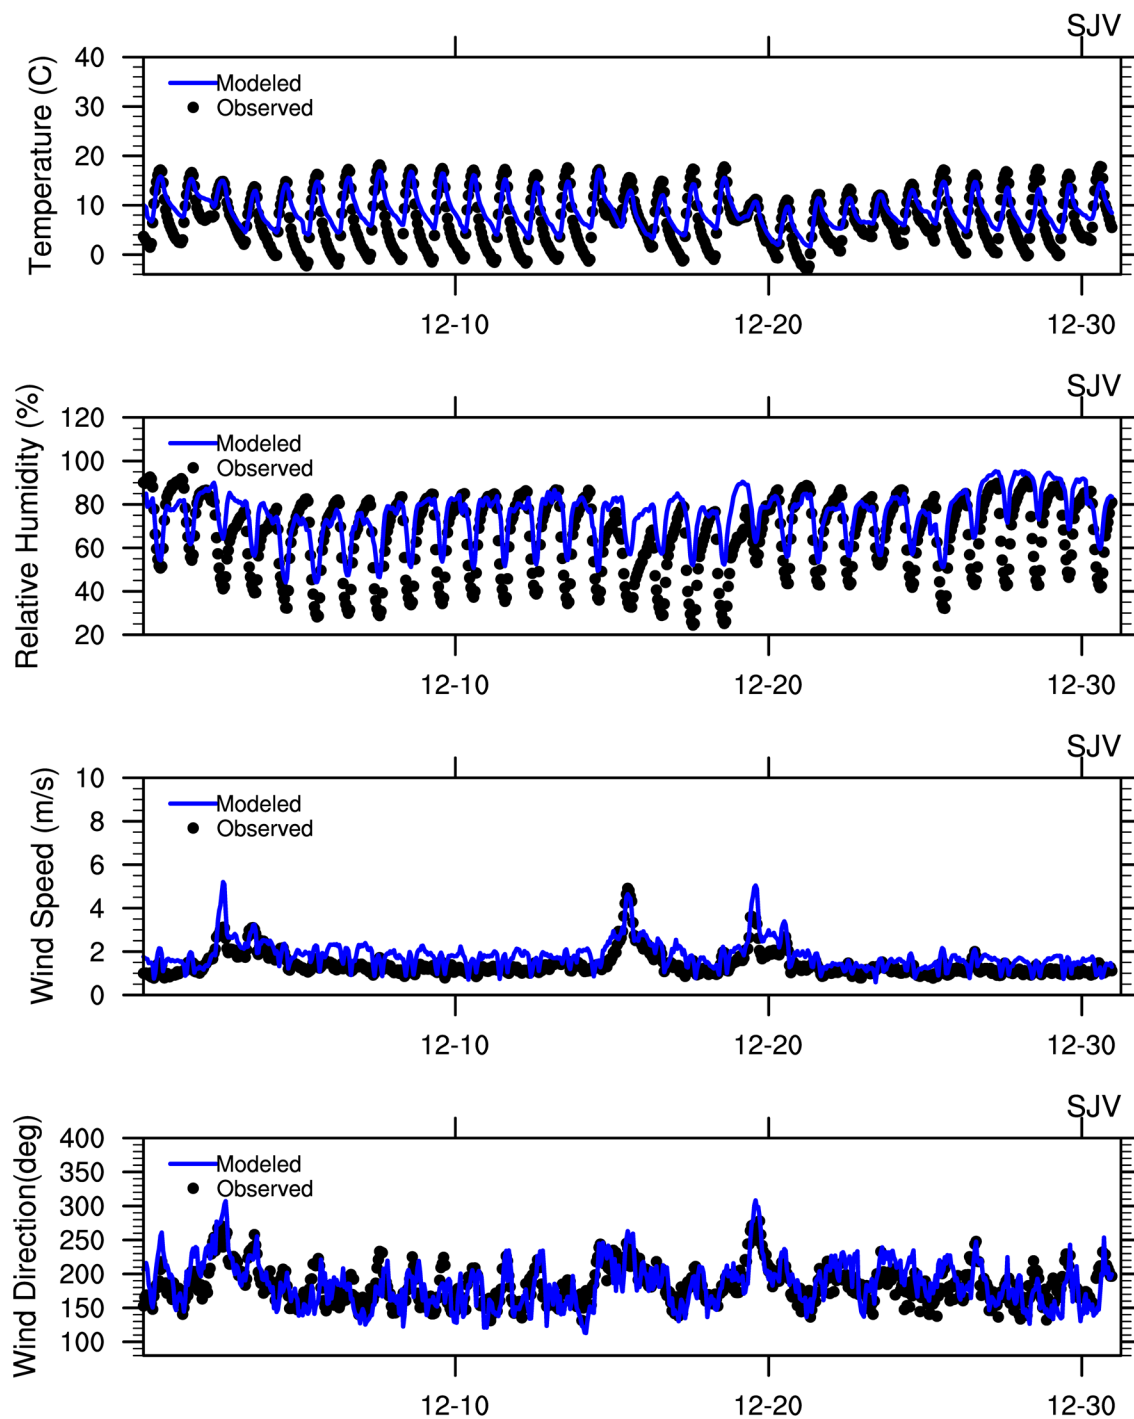 SJV
Temperature (C)
40
30
20
10
0
Modeled
Observed
12-10
12-20
12-30
SJV
Relative Humidity (%)
120
100
80
60
40
20
Modeled
Observed
12-10
12-20
12-30
SJV
Wind Speed (m/s)
10
8
6
4
2
0
Modeled
Observed
12-10
12-20
12-30
SJV
Wind Direction(deg)
400
350
300
250
200
150
100
Modeled
Observed
12-10
12-20
12-30